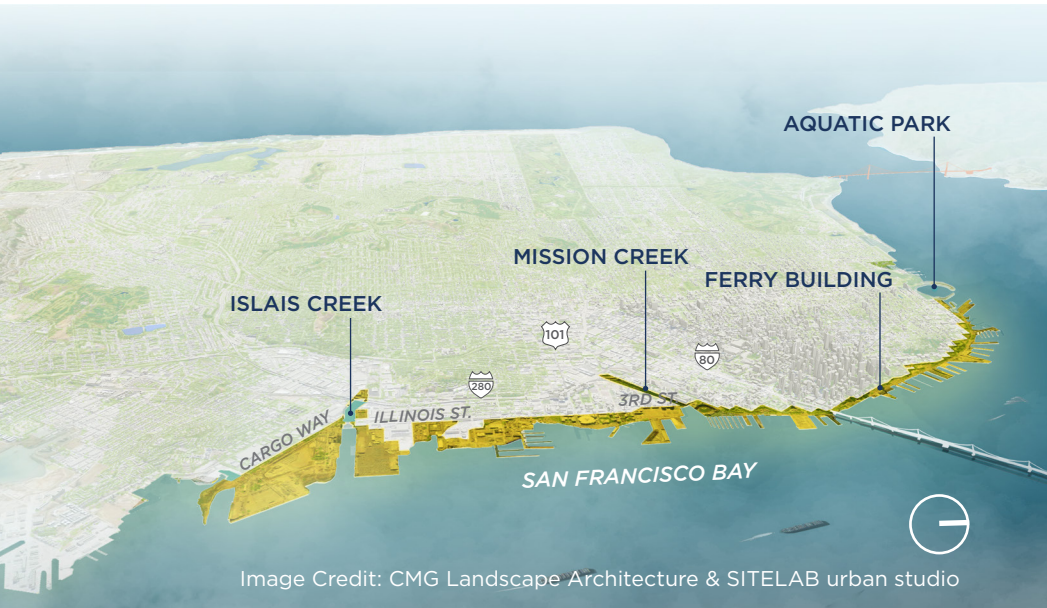 AQUATIC PARK
MISSION CREEK
FERRY BUILDING
ISLAIS CREEK
101
80
280
3RD ST.
ILLINOIS ST.
CARGO WAY
SAN FRANCISCO BAY
Image Credit: CMG Landscape Architecture & SITELAB urban studio